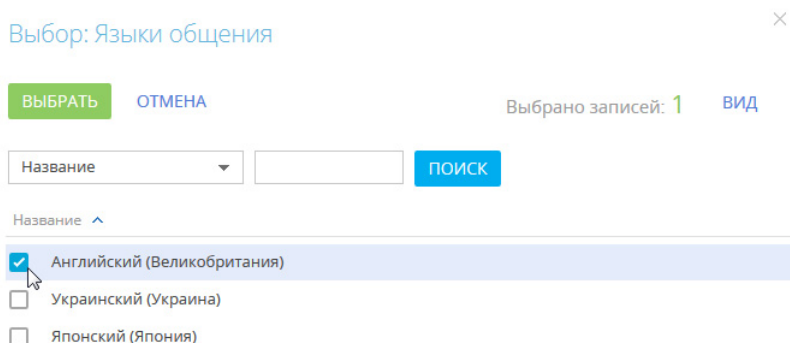 Выбор: Языки общения
ВЫБРАТЬ ОТМЕНА Выбрано записей: 1 ВИД
Название ПОИСК
Название
Английский (Великобритания)
Украинский (Украина)
Японский (Япония)